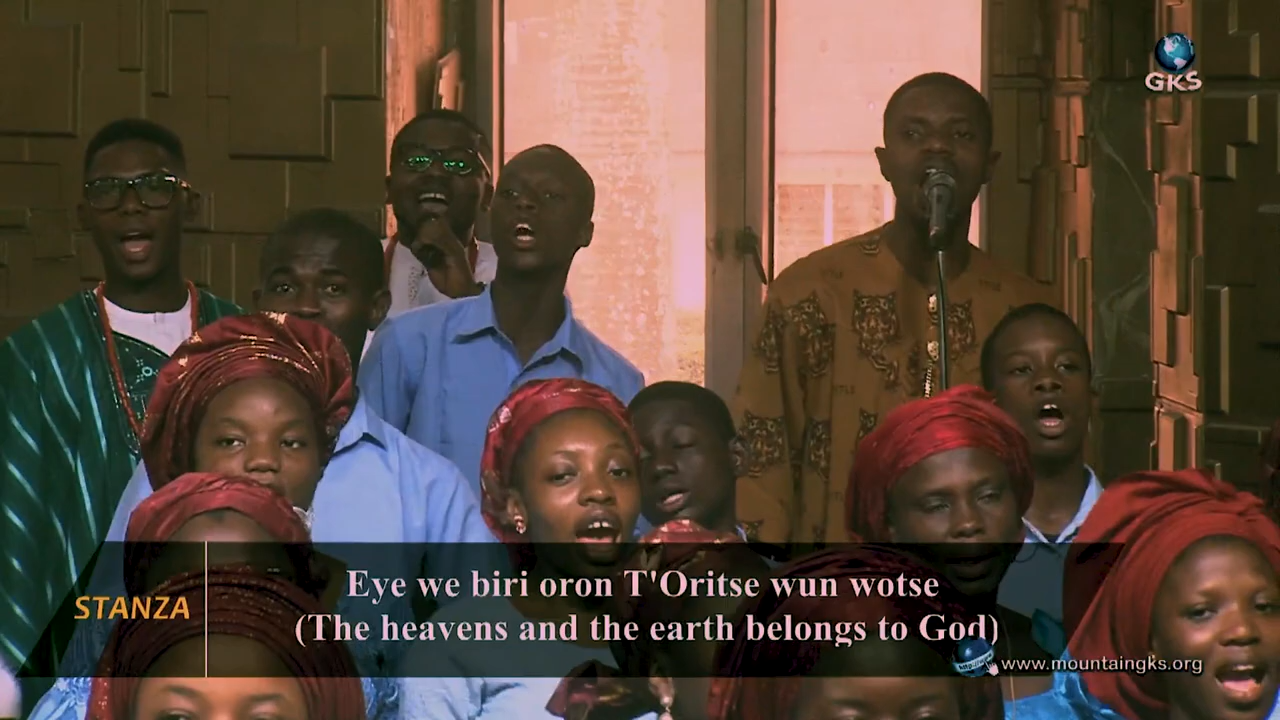 GKS
STANZA
Eye we biri oron T'Oritse wun wotse
(The heavens and the earth belongs to God)
www.mountaingks.org